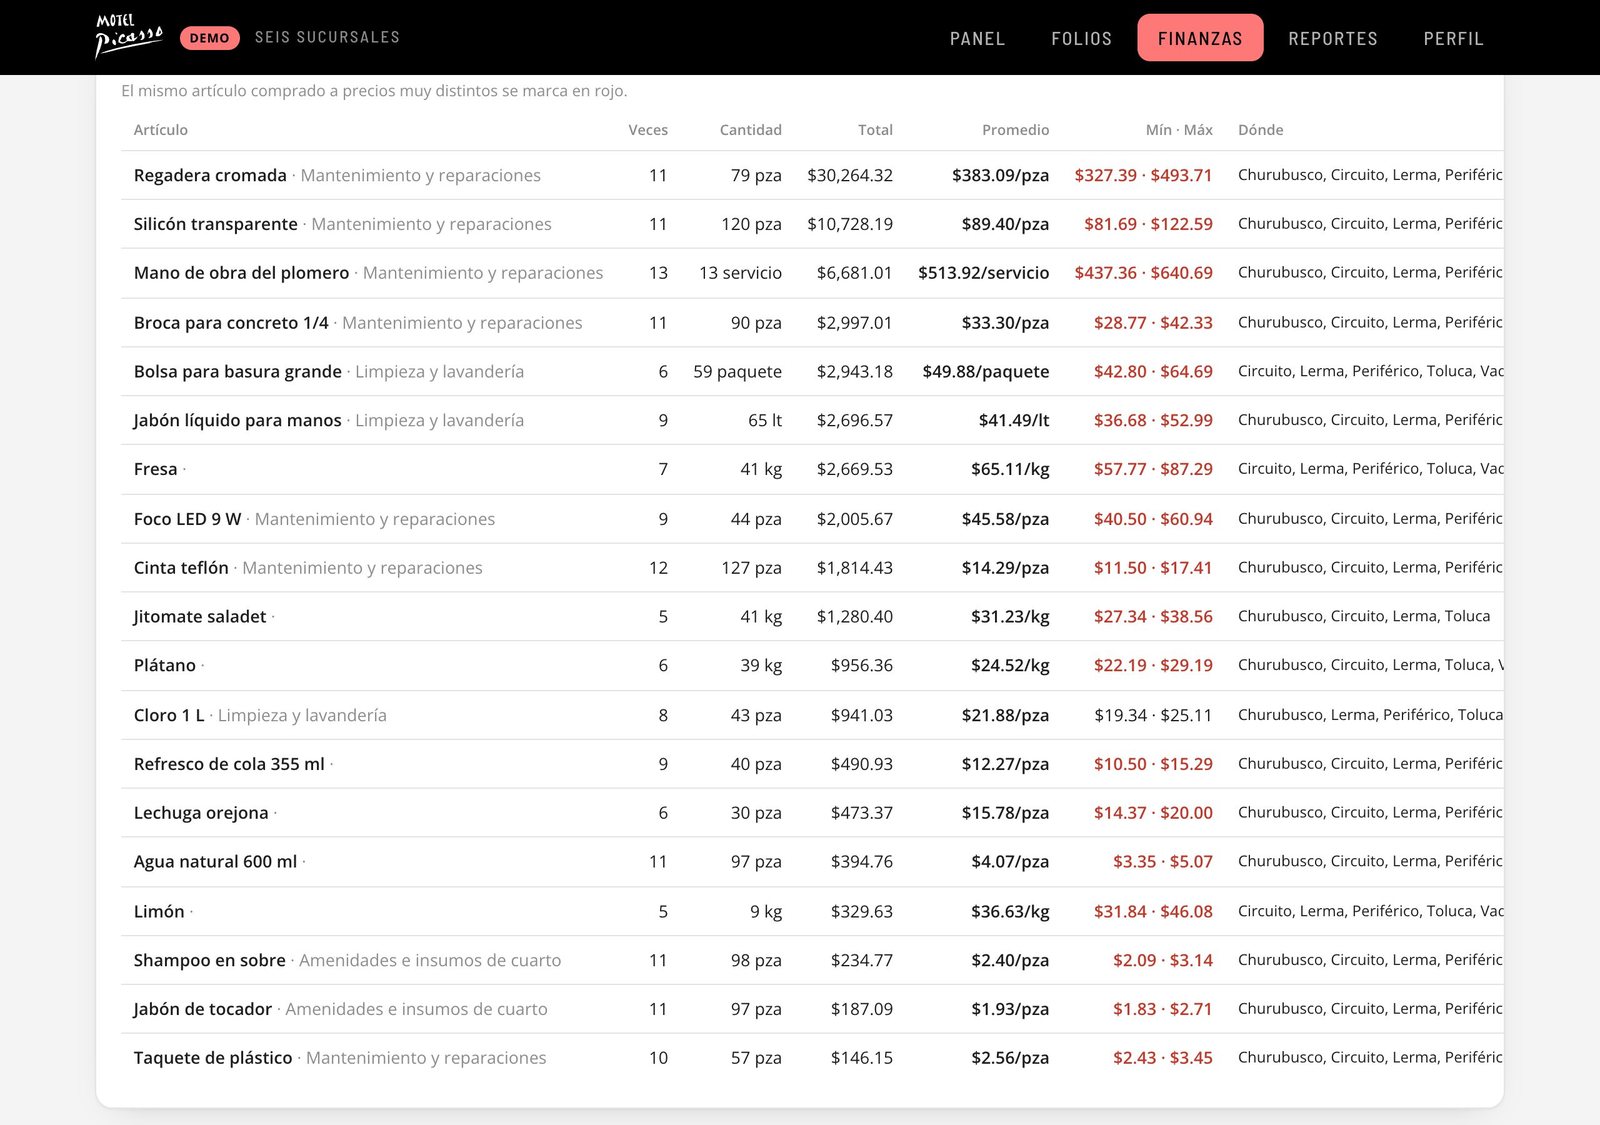 MOTEL
Picasso
DEMO
SEIS SUCURSALES
PANEL
FOLIOS
FINANZAS
REPORTES
PERFIL
El mismo artículo comprado a precios muy distintos se marca en rojo.
Artículo Veces Cantidad Total Promedio Mín · Máx Dónde
Regadera cromada · Mantenimiento y reparaciones 11 79 pza $30,264.32 $383.09/pza $327.39 · $493.71 Churubusco, Circuito, Lerma, Periféric
Silicón transparente · Mantenimiento y reparaciones 11 120 pza $10,728.19 $89.40/pza $81.69 · $122.59 Churubusco, Circuito, Lerma, Periféric
Mano de obra del plomero · Mantenimiento y reparaciones 13 13 servicio $6,681.01 $513.92/servicio $437.36 · $640.69 Churubusco, Circuito, Lerma, Periféric
Broca para concreto 1/4 · Mantenimiento y reparaciones 11 90 pza $2,997.01 $33.30/pza $28.77 · $42.33 Churubusco, Circuito, Lerma, Periféric
Bolsa para basura grande · Limpieza y lavandería 6 59 paquete $2,943.18 $49.88/paquete $42.80 · $64.69 Circuito, Lerma, Periférico, Toluca, Vac
Jabón líquido para manos · Limpieza y lavandería 9 65 lt $2,696.57 $41.49/lt $36.68 · $52.99 Churubusco, Circuito, Lerma, Periféric
Fresa · 7 41 kg $2,669.53 $65.11/kg $57.77 · $87.29 Circuito, Lerma, Periférico, Toluca, Vac
Foco LED 9 W · Mantenimiento y reparaciones 9 44 pza $2,005.67 $45.58/pza $40.50 · $60.94 Churubusco, Circuito, Lerma, Periféric
Cinta teflón · Mantenimiento y reparaciones 12 127 pza $1,814.43 $14.29/pza $11.50 · $17.41 Churubusco, Circuito, Lerma, Periféric
Jitomate saladet · 5 41 kg $1,280.40 $31.23/kg $27.34 · $38.56 Churubusco, Circuito, Lerma, Toluca
Plátano · 6 39 kg $956.36 $24.52/kg $22.19 · $29.19 Churubusco, Circuito, Lerma, Toluca, V
Cloro 1 L · Limpieza y lavandería 8 43 pza $941.03 $21.88/pza $19.34 · $25.11 Churubusco, Lerma, Periférico, Toluca
Refresco de cola 355 ml · 9 40 pza $490.93 $12.27/pza $10.50 · $15.29 Churubusco, Circuito, Lerma, Periféric
Lechuga orejona · 6 30 pza $473.37 $15.78/pza $14.37 · $20.00 Churubusco, Circuito, Lerma, Periféric
Agua natural 600 ml · 11 97 pza $394.76 $4.07/pza $3.35 · $5.07 Churubusco, Circuito, Lerma, Periféric
Limón · 5 9 kg $329.63 $36.63/kg $31.84 · $46.08 Circuito, Lerma, Periférico, Toluca, Vac
Shampoo en sobre · Amenidades e insumos de cuarto 11 98 pza $234.77 $2.40/pza $2.09 · $3.14 Churubusco, Circuito, Lerma, Periféric
Jabón de tocador · Amenidades e insumos de cuarto 11 97 pza $187.09 $1.93/pza $1.83 · $2.71 Churubusco, Circuito, Lerma, Periféric
Taquete de plástico · Mantenimiento y reparaciones 10 57 pza $146.15 $2.56/pza $2.43 · $3.45 Churubusco, Circuito, Lerma, Periféric